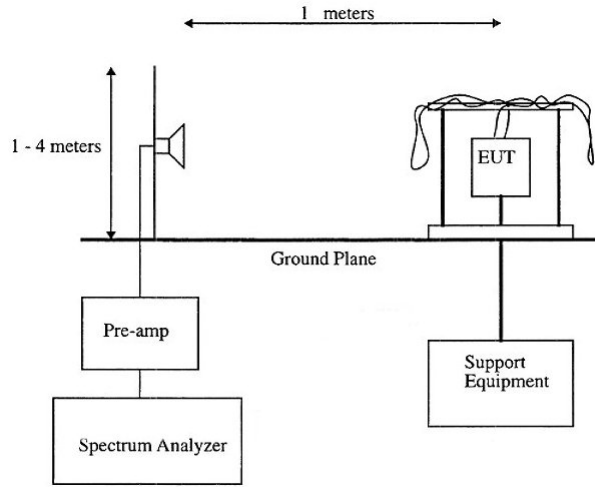 1 meters
1 - 4 meters
EUT
Ground Plane
Pre-amp
Support
Equipment
Spectrum Analyzer